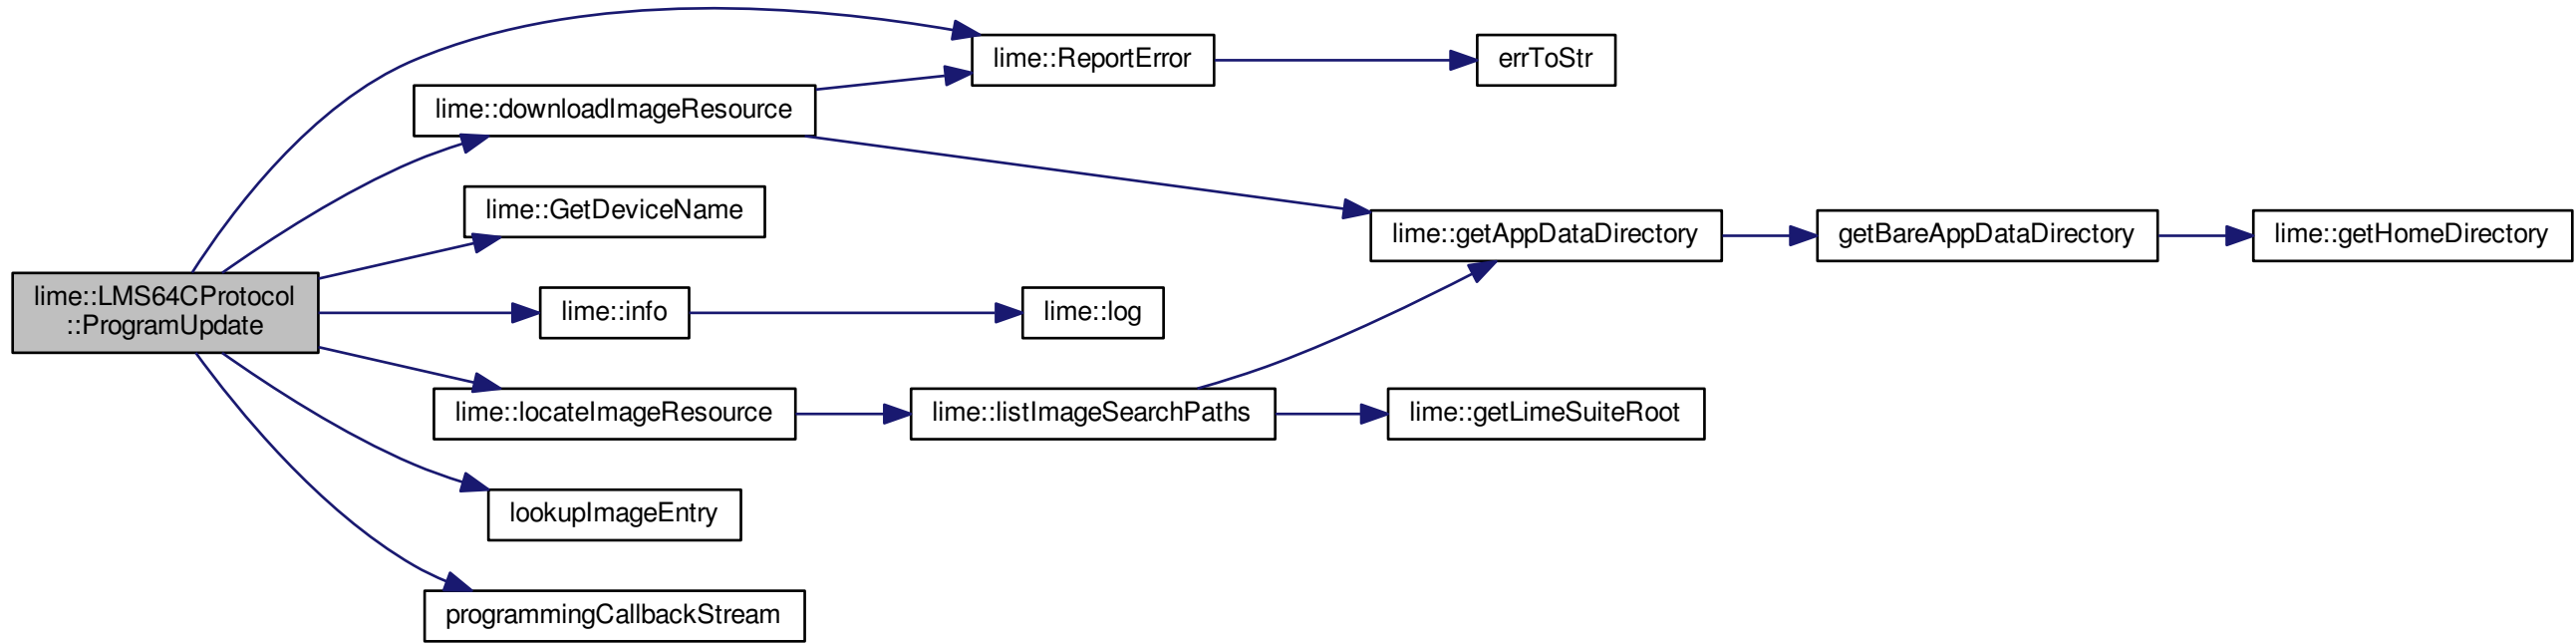 lime::ReportError
errToStr
lime::downloadImageResource
lime::GetDeviceName
lime::getAppDataDirectory
getBareAppDataDirectory
lime::getHomeDirectory
lime::LMS64CProtocol
::ProgramUpdate
lime::info
lime::log
lime::locateImageResource
lime::listImageSearchPaths
lime::getLimeSuiteRoot
lookupImageEntry
programmingCallbackStream